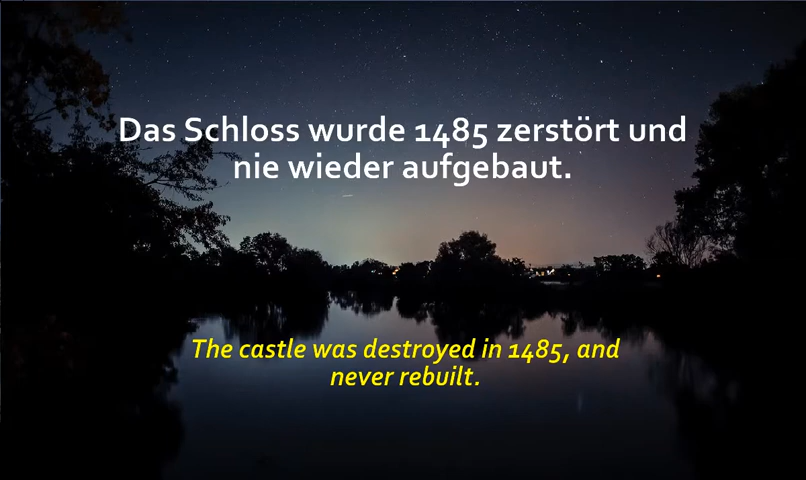 Das Schloss wurde 1485 zerstört und
nie wieder aufgebaut.
The castle was destroyed in 1485, and
never rebuilt.